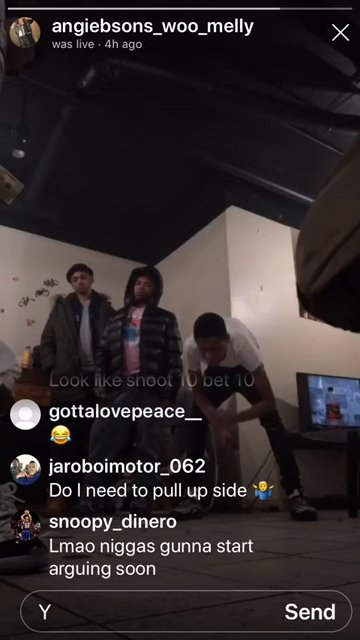 angiebsons_woo_melly
was live · 4h ago
Look like shoot 10 bet 10
gottalovepeace__
😂
jaroboimotor_062
Do I need to pull up side 🤷‍♂️
snoopy_dinero
Lmao niggas gunna start
arguing soon
Y
Send